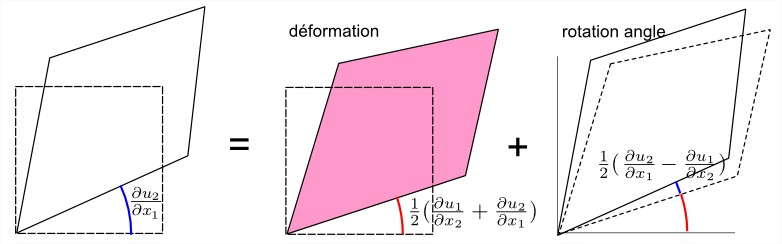 déformation
rotation angle
∂u₂/∂x₁
=
1/2(∂u₁/∂x₂ + ∂u₂/∂x₁)
+
1/2(∂u₂/∂x₁ − ∂u₁/∂x₂)